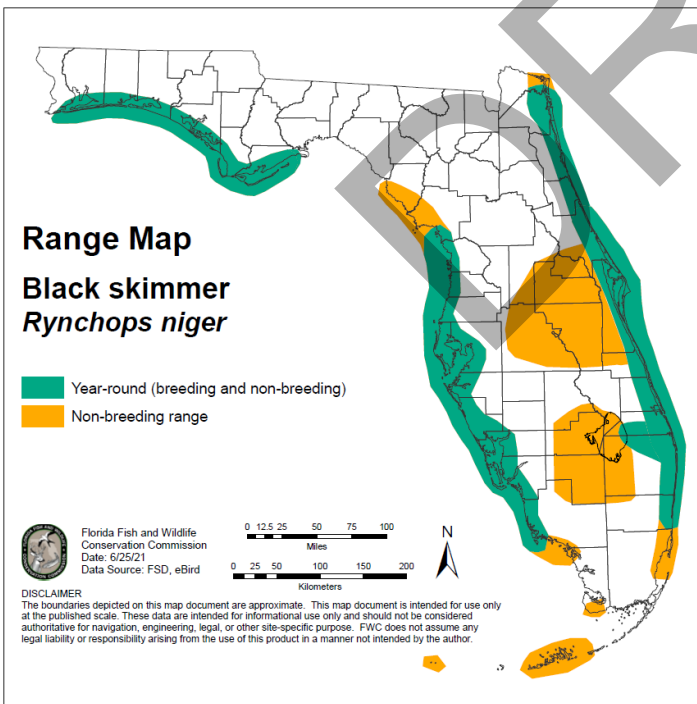 Range Map
Black skimmer
Rynchops niger
Year-round (breeding and non-breeding)
Non-breeding range
Florida Fish and Wildlife
Conservation Commission
Date: 6/25/21
Data Source: FSD, eBird
0 12.5 25 50 75 100
Miles
0 25 50 100 150 200
Kilometers
N
DISCLAIMER
The boundaries depicted on this map document are approximate. This map document is intended for use only
at the published scale. These data are intended for informational use only and should not be considered
authoritative for navigation, engineering, legal, or other site-specific purpose. FWC does not assume any
legal liability or responsibility arising from the use of this product in a manner not intended by the author.